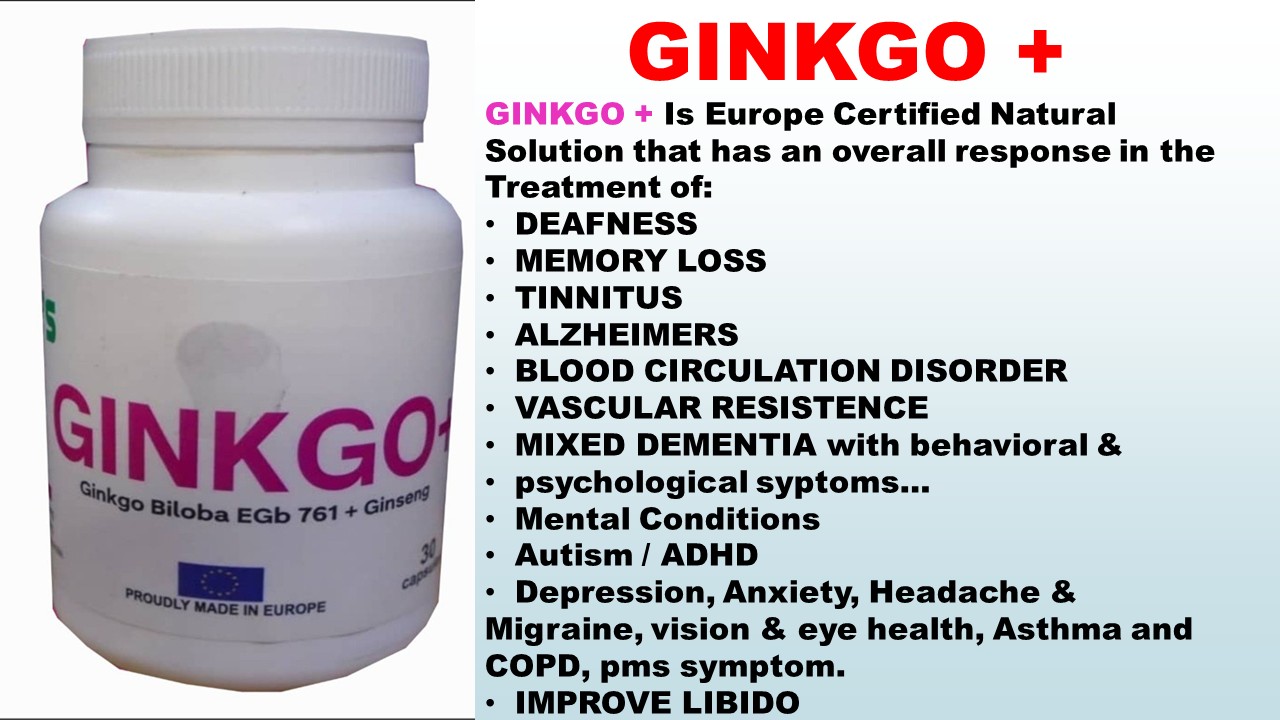 GINKGO +
GINKGO + Is Europe Certified Natural
Solution that has an overall response in the
Treatment of:
• DEAFNESS
• MEMORY LOSS
• TINNITUS
• ALZHEIMERS
• BLOOD CIRCULATION DISORDER
• VASCULAR RESISTENCE
• MIXED DEMENTIA with behavioral &
• psychological syptoms...
• Mental Conditions
• Autism / ADHD
• Depression, Anxiety, Headache &
Migraine, vision & eye health, Asthma and
COPD, pms symptom.
• IMPROVE LIBIDO
GINKGO+
Ginkgo Biloba EGb 761 + Ginseng
30
PROUDLY MADE IN EUROPE